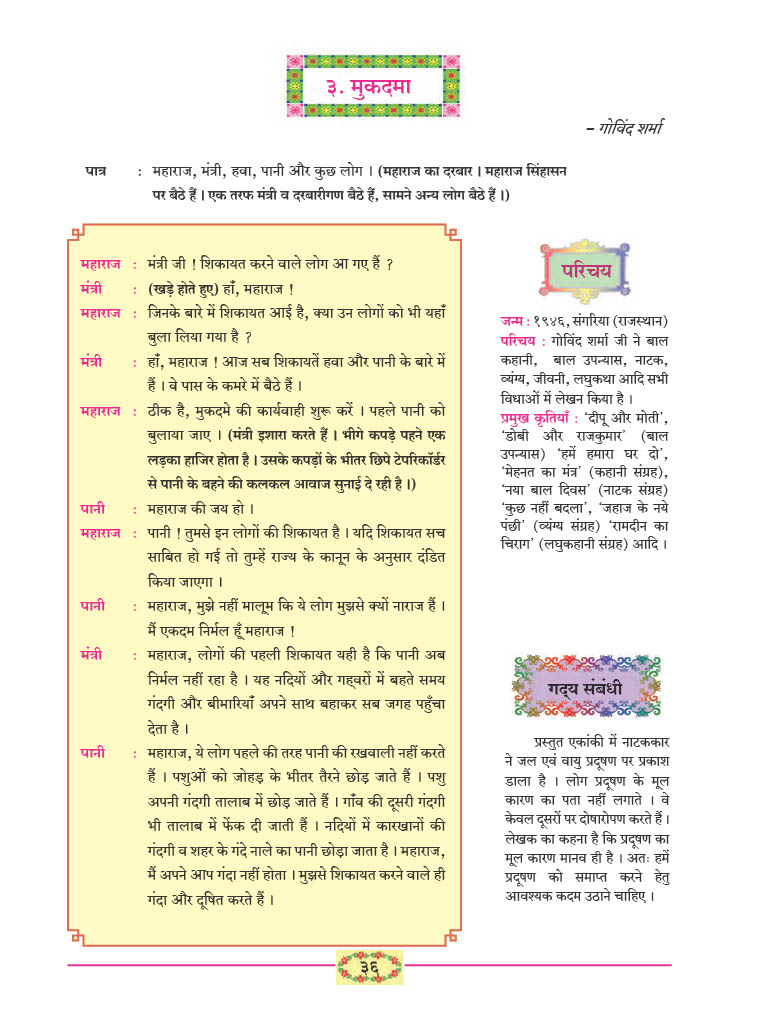 ३. मुकदमा
– गोविंद शर्मा
पात्र : महाराज, मंत्री, हवा, पानी और कुछ लोग । (महाराज का दरबार । महाराज सिंहासन
पर बैठे हैं । एक तरफ मंत्री व दरबारीगण बैठे हैं, सामने अन्य लोग बैठे हैं ।)
महाराज : मंत्री जी ! शिकायत करने वाले लोग आ गए हैं ?
मंत्री : (खड़े होते हुए) हाँ, महाराज !
महाराज : जिनके बारे में शिकायत आई है, क्या उन लोगों को भी यहाँ
बुला लिया गया है ?
मंत्री : हाँ, महाराज ! आज सब शिकायतें हवा और पानी के बारे में
हैं । वे पास के कमरे में बैठे हैं ।
महाराज : ठीक है, मुकदमे की कार्यवाही शुरू करें । पहले पानी को
बुलाया जाए । (मंत्री इशारा करते हैं । भीगे कपड़े पहने एक
लड़का हाजिर होता है । उसके कपड़ों के भीतर छिपे टेपरिकॉर्डर
से पानी के बहने की कलकल आवाज सुनाई दे रही है ।)
पानी : महाराज की जय हो ।
महाराज : पानी ! तुमसे इन लोगों की शिकायत है । यदि शिकायत सच
साबित हो गई तो तुम्हें राज्य के कानून के अनुसार दंडित
किया जाएगा ।
पानी : महाराज, मुझे नहीं मालूम कि ये लोग मुझसे क्यों नाराज हैं ।
मैं एकदम निर्मल हूँ महाराज !
मंत्री : महाराज, लोगों की पहली शिकायत यही है कि पानी अब
निर्मल नहीं रहा है । यह नदियों और गह्वरों में बहते समय
गंदगी और बीमारियाँ अपने साथ बहाकर सब जगह पहुँचा
देता है ।
पानी : महाराज, ये लोग पहले की तरह पानी की रखवाली नहीं करते
हैं । पशुओं को जोहड़ के भीतर तैरने छोड़ जाते हैं । पशु
अपनी गंदगी तालाब में छोड़ जाते हैं । गाँव की दूसरी गंदगी
भी तालाब में फेंक दी जाती हैं । नदियों में कारखानों की
गंदगी व शहर के गंदे नाले का पानी छोड़ा जाता है । महाराज,
मैं अपने आप गंदा नहीं होता । मुझसे शिकायत करने वाले ही
गंदा और दूषित करते हैं ।
परिचय
जन्म : १९४६, संगरिया (राजस्थान)
परिचय : गोविंद शर्मा जी ने बाल
कहानी, बाल उपन्यास, नाटक,
व्यंग्य, जीवनी, लघुकथा आदि सभी
विधाओं में लेखन किया है ।
प्रमुख कृतियाँ : ‘दीपू और मोती’,
‘डोबी और राजकुमार’ (बाल
उपन्यास) ‘हमें हमारा घर दो’,
‘मेहनत का मंत्र’ (कहानी संग्रह),
‘नया बाल दिवस’ (नाटक संग्रह)
‘कुछ नहीं बदला’, ‘जहाज के नये
पंछी’ (व्यंग्य संग्रह) ‘रामदीन का
चिराग’ (लघुकहानी संग्रह) आदि ।
गद्य संबंधी
प्रस्तुत एकांकी में नाटककार
ने जल एवं वायु प्रदूषण पर प्रकाश
डाला है । लोग प्रदूषण के मूल
कारण का पता नहीं लगाते । वे
केवल दूसरों पर दोषारोपण करते हैं ।
लेखक का कहना है कि प्रदूषण का
मूल कारण मानव ही है । अतः हमें
प्रदूषण को समाप्त करने हेतु
आवश्यक कदम उठाने चाहिए ।
३६